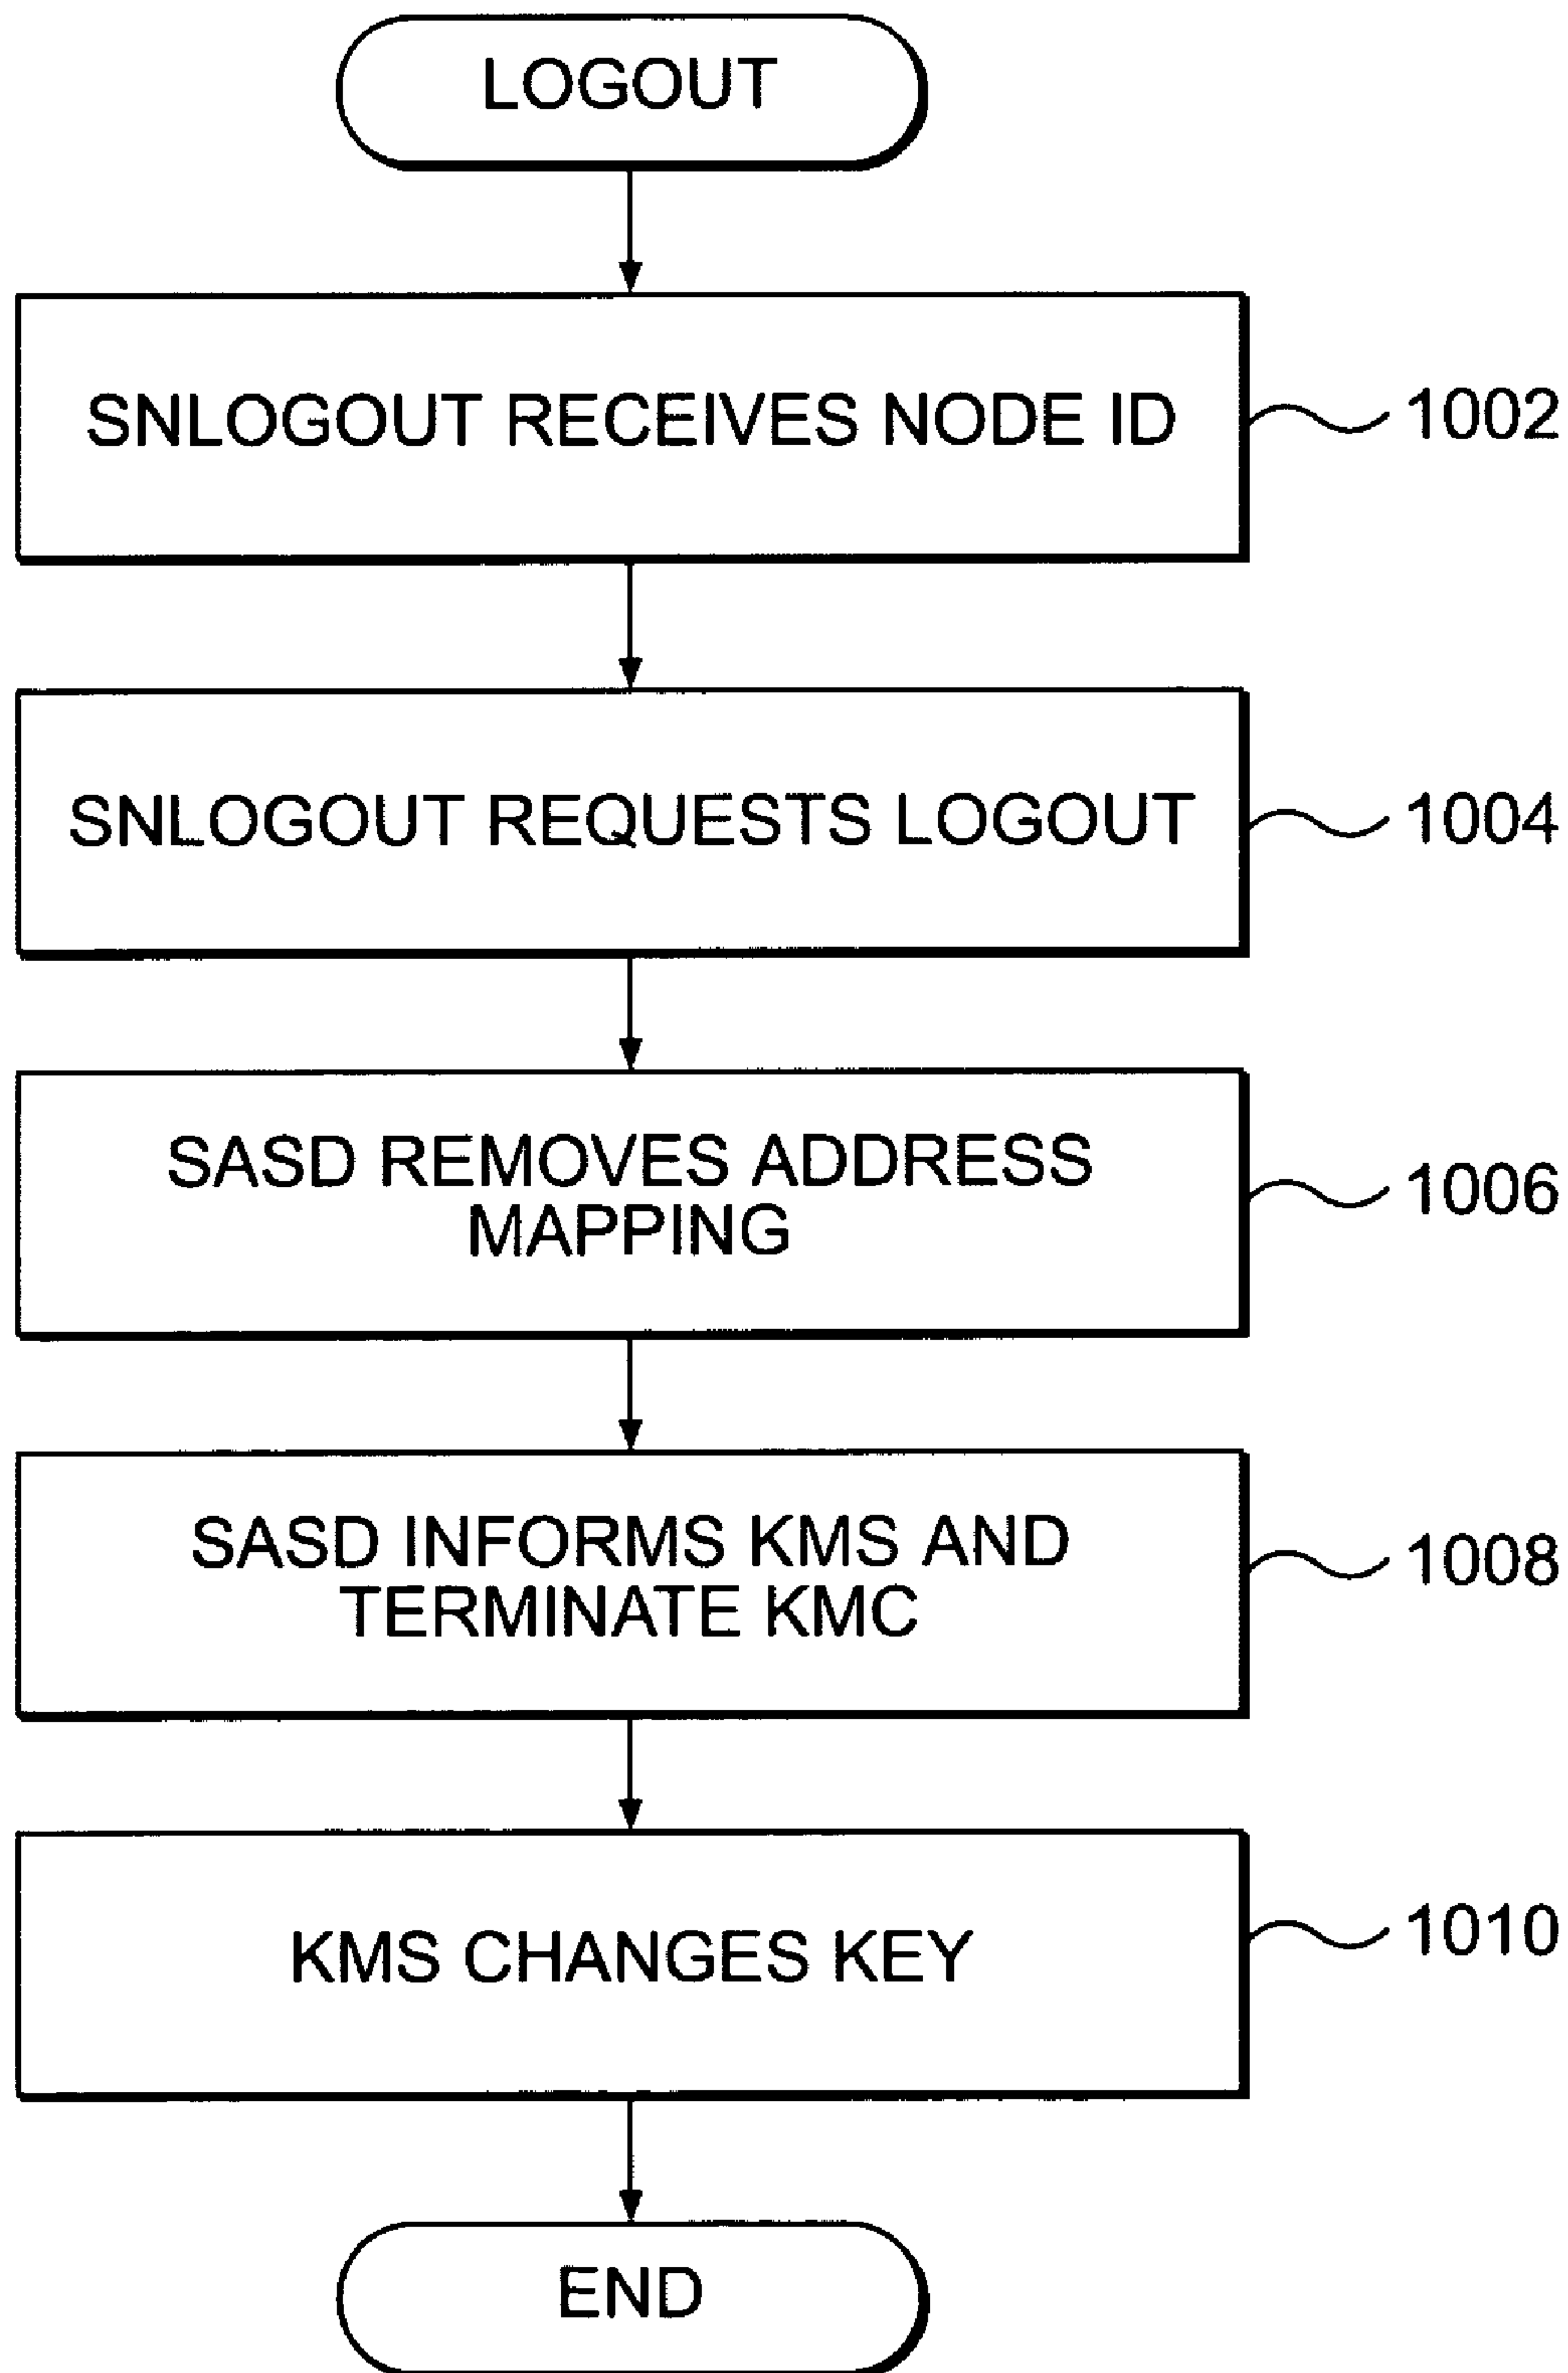 LOGOUT
SNLOGOUT RECEIVES NODE ID
1002
SNLOGOUT REQUESTS LOGOUT
1004
SASD REMOVES ADDRESS
MAPPING
1006
SASD INFORMS KMS AND
TERMINATE KMC
1008
KMS CHANGES KEY
1010
END